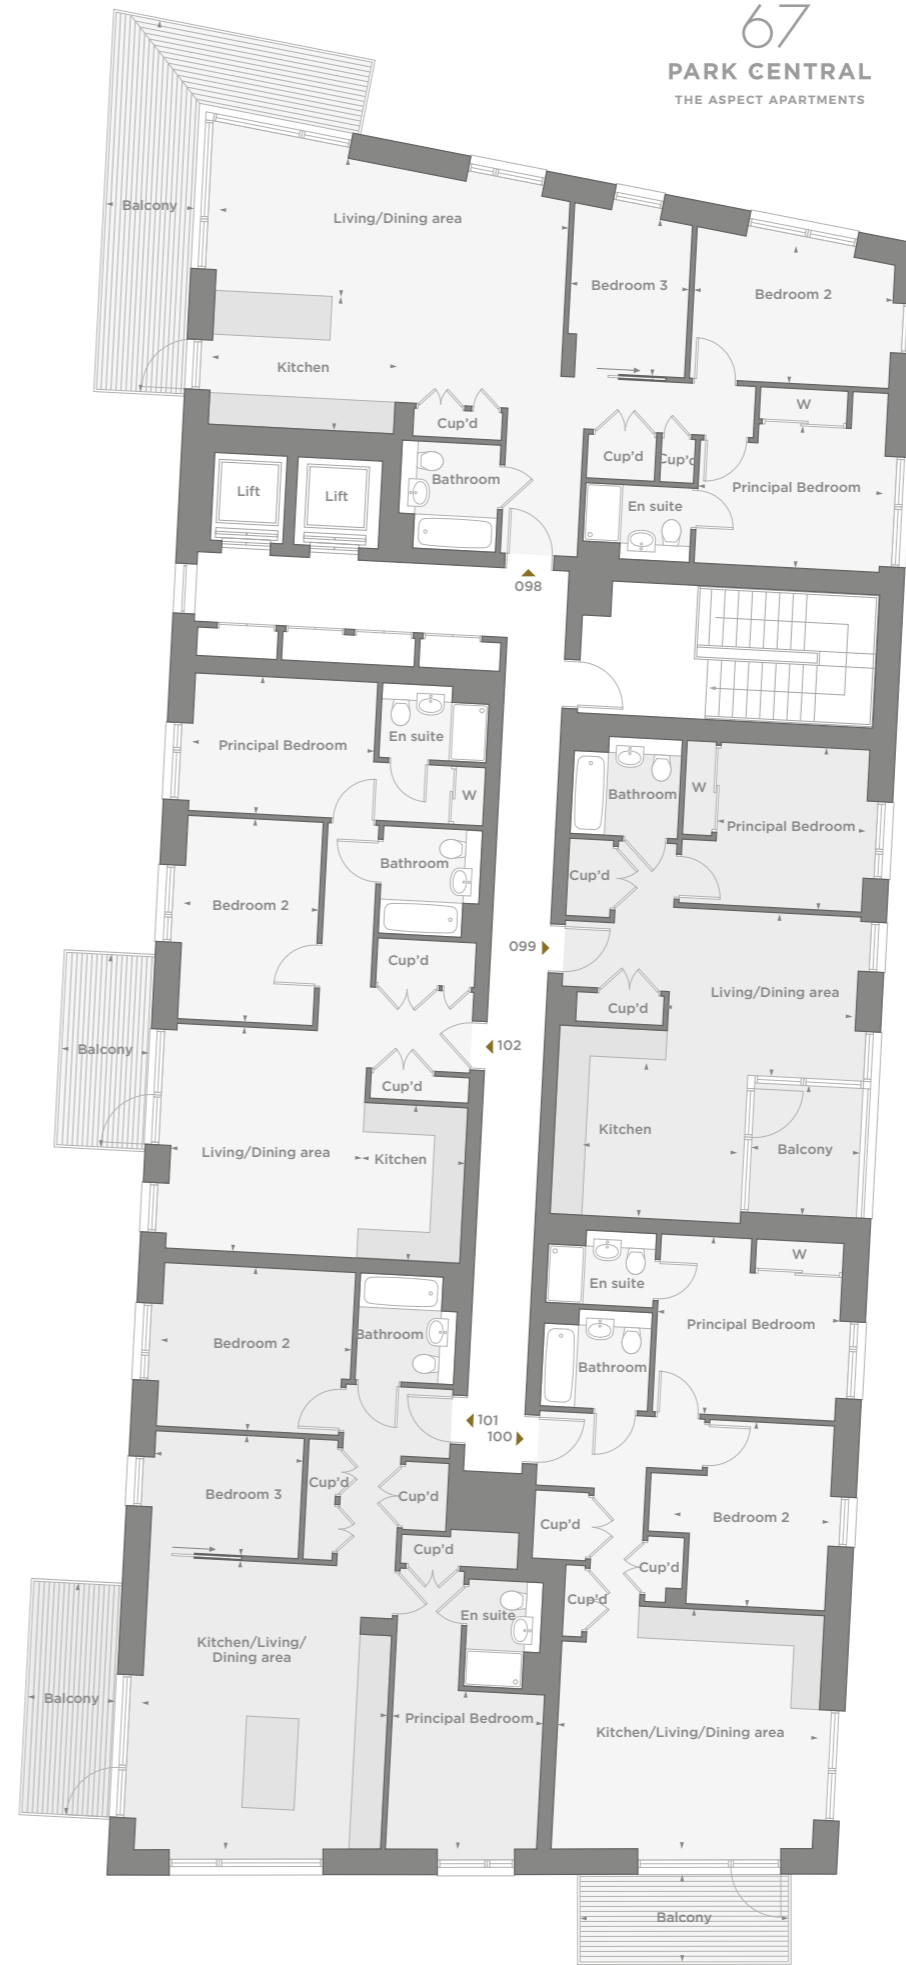 67
PARK CENTRAL
THE ASPECT APARTMENTS
Balcony
Living/Dining area
Bedroom 3
Bedroom 2
Kitchen
W
Cup'd
Cup'd
Cup'd
Bathroom
Principal Bedroom
Lift
Lift
En suite
098
Principal Bedroom
En suite
W
Bathroom
W
Principal Bedroom
Bathroom
Cup'd
Bedroom 2
099
Cup'd
Living/Dining area
Cup'd
Balcony
102
Cup'd
Kitchen
Living/Dining area
Kitchen
Balcony
W
En suite
Principal Bedroom
Bedroom 2
Bathroom
Bathroom
101
100
Cup'd
Bedroom 3
Cup'd
Bedroom 2
Cup'd
Cup'd
Cup'd
Cup'd
En suite
Kitchen/Living/
Dining area
Balcony
Principal Bedroom
Kitchen/Living/Dining area
Balcony